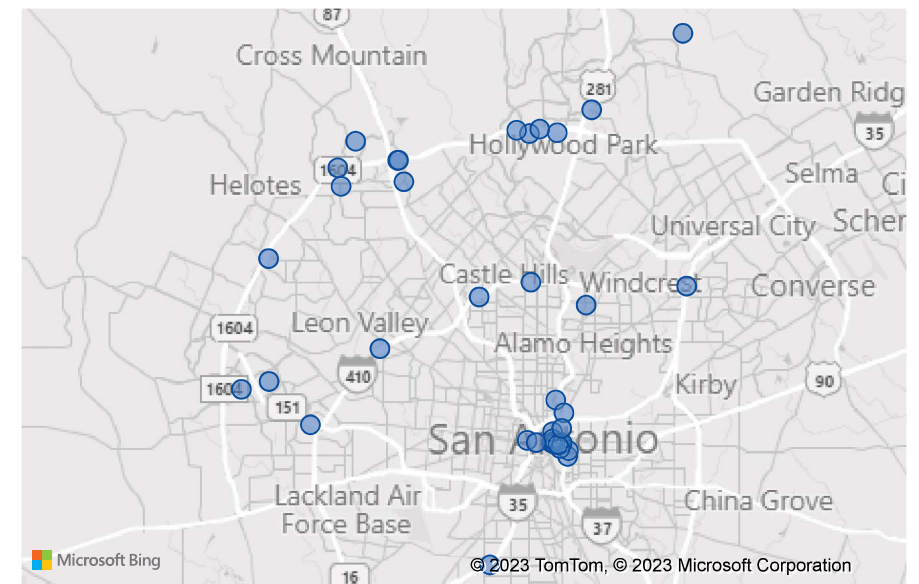 87
Cross Mountain
281
Garden Ridg
35
Hollywood Park
1604
Selma
Helotes
Ci
Universal City
Scher
Castle Hills
Windcrest
Converse
1604
Leon Valley
Alamo Heights
410
Kirby
90
1604
151
San Antonio
Lackland Air
Force Base
35
China Grove
37
Microsoft Bing
16
© 2023 TomTom, © 2023 Microsoft Corporation